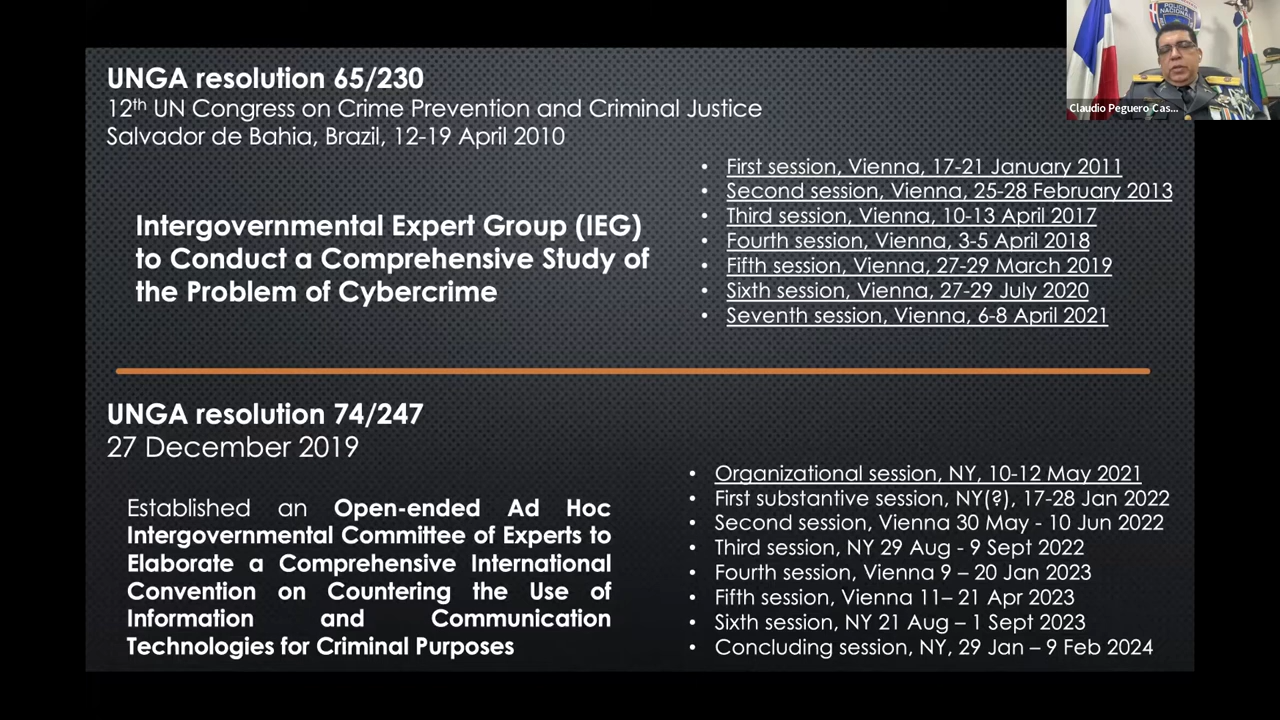 UNGA resolution 65/230
12th UN Congress on Crime Prevention and Criminal Justice
Salvador de Bahia, Brazil, 12-19 April 2010
Intergovernmental Expert Group (IEG)
to Conduct a Comprehensive Study of
the Problem of Cybercrime
• First session, Vienna, 17-21 January 2011
• Second session, Vienna, 25-28 February 2013
• Third session, Vienna, 10-13 April 2017
• Fourth session, Vienna, 3-5 April 2018
• Fifth session, Vienna, 27-29 March 2019
• Sixth session, Vienna, 27-29 July 2020
• Seventh session, Vienna, 6-8 April 2021
UNGA resolution 74/247
27 December 2019
Established an Open-ended Ad Hoc
Intergovernmental Committee of Experts to
Elaborate a Comprehensive International
Convention on Countering the Use of
Information and Communication
Technologies for Criminal Purposes
• Organizational session, NY, 10-12 May 2021
• First substantive session, NY(?), 17-28 Jan 2022
• Second session, Vienna 30 May - 10 Jun 2022
• Third session, NY 29 Aug - 9 Sept 2022
• Fourth session, Vienna 9 – 20 Jan 2023
• Fifth session, Vienna 11– 21 Apr 2023
• Sixth session, NY 21 Aug – 1 Sept 2023
• Concluding session, NY, 29 Jan – 9 Feb 2024
POLICIA
NACIONAL
Claudio Peguero Cas...